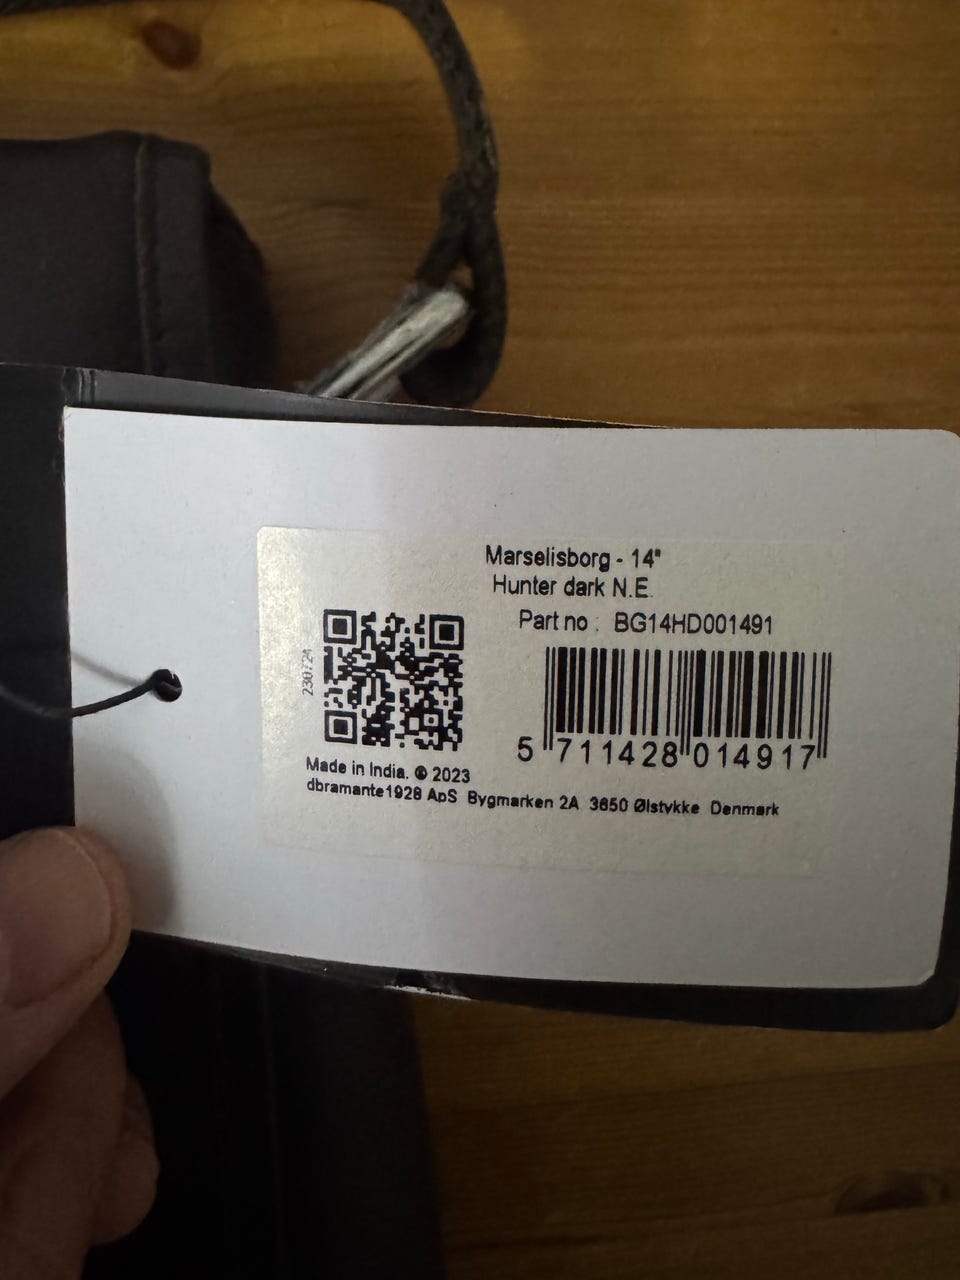 Marselisborg - 14"
Hunter dark N.E.
Part no : BG14HD001491
230724
5 711428 014917
Made in India. © 2023
dbramante1928 ApS Bygmarken 2A 3650 Ølstykke Denmark